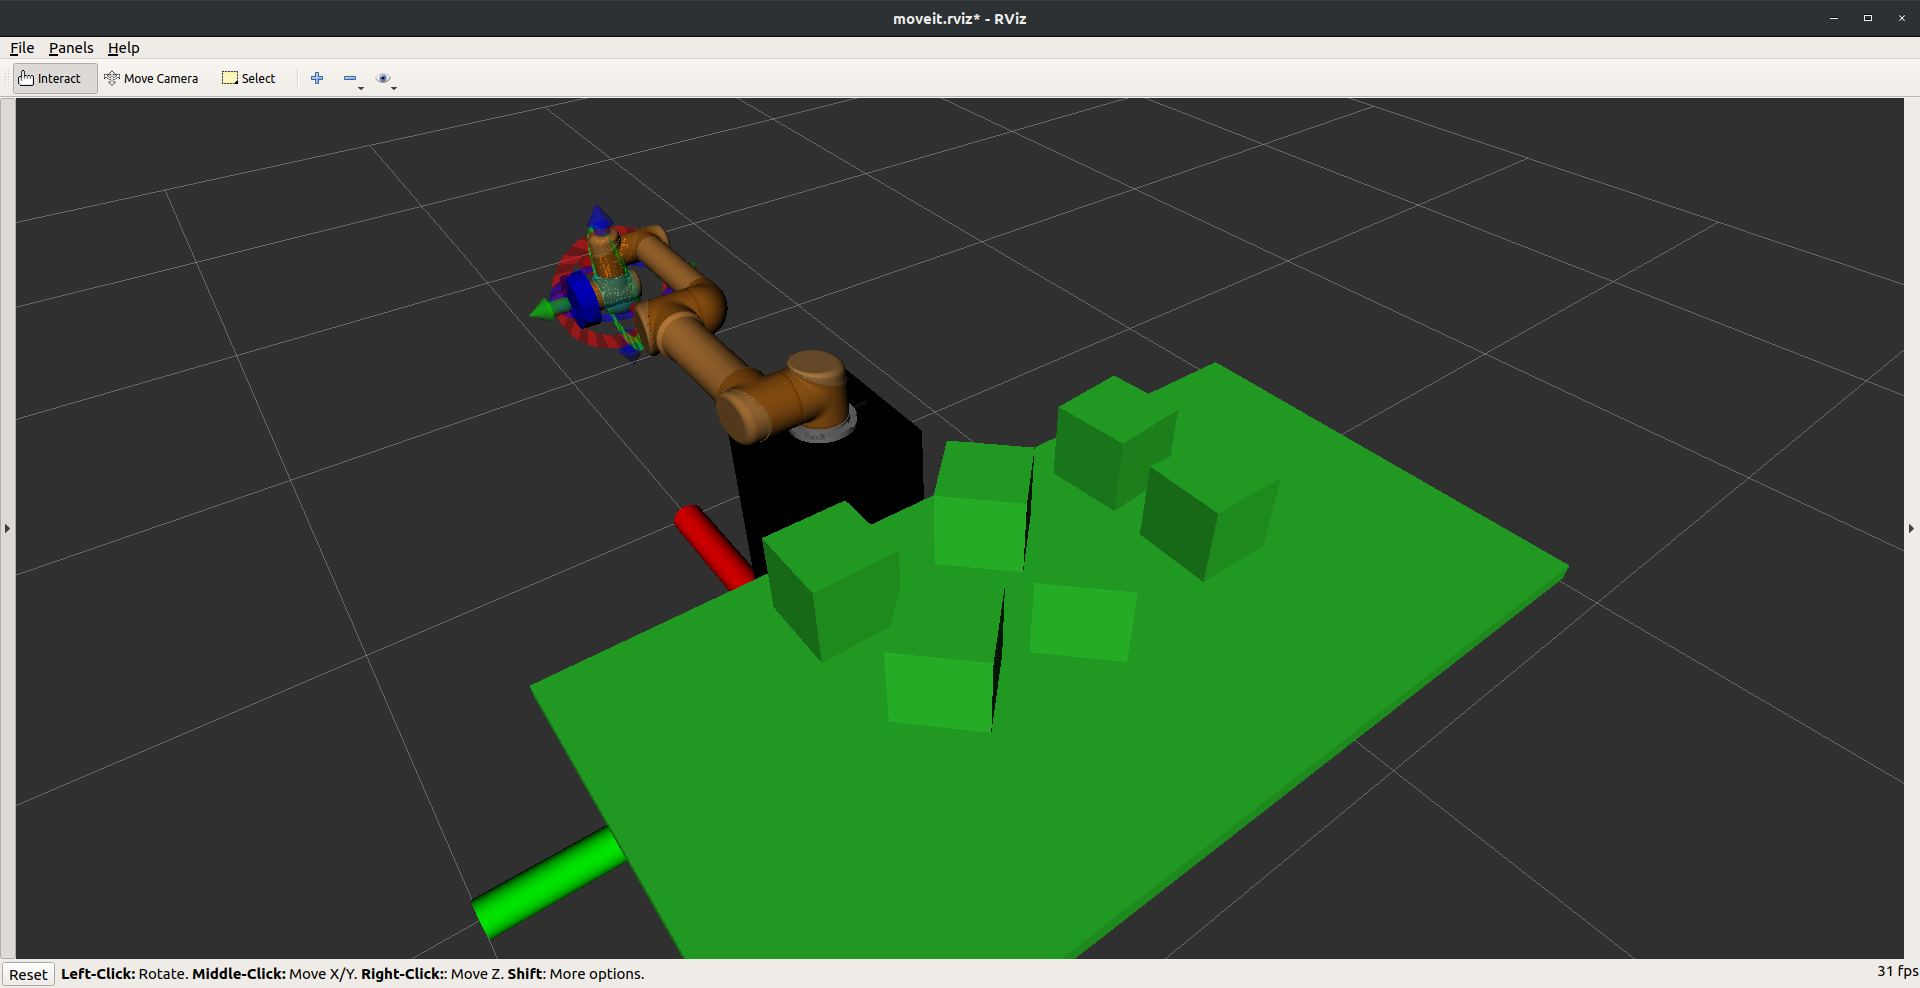 moveit.rviz* - RViz
File Panels Help
Interact Move Camera Select
Reset Left-Click: Rotate. Middle-Click: Move X/Y. Right-Click:: Move Z. Shift: More options. 31 fps